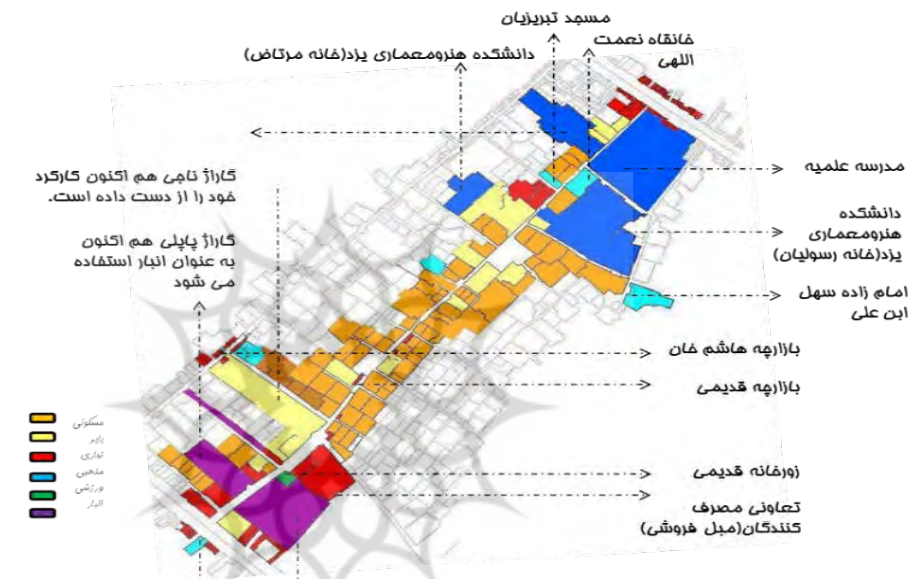 مسجد تبریزیان
خانقاه نعمت
اللهی
دانشکده هنرومعماری یزد(خانه مرتاض)
مدرسه علمیه
گاراژ ناجی هم اکنون کارکرد
خود را از دست داده است.
دانشکده
هنرومعماری
یزد(خانه رسولیان)
گاراژ پاپلی هم اکنون
به عنوان انبار استفاده
می شود
امام زاده سهل
ابن علی
بازارچه هاشم خان
بازارچه قدیمی
زورخانه قدیمی
تعاونی مصرف
کنندگان(مبل فروشی)
مسکونی
بایر
تجاری
مذهبی
ورزشی
انبار